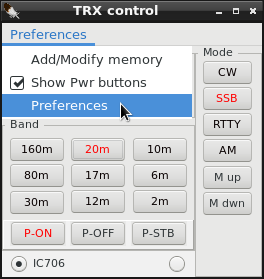 TRX control
Preferences
Add/Modify memory
Show Pwr buttons
Preferences
Mode
CW
SSB
RTTY
AM
M up
M dwn
Band
160m 20m 10m
80m 17m 6m
30m 12m 2m
P-ON P-OFF P-STB
IC706